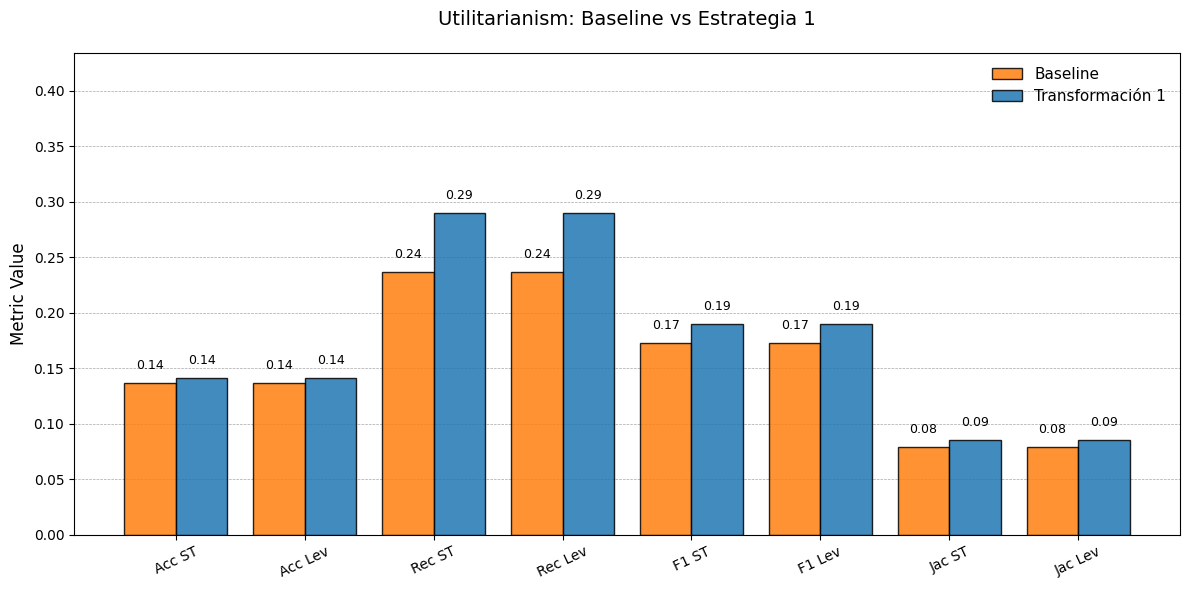 Utilitarianism: Baseline vs Estrategia 1
Baseline
Transformación 1
Metric Value
0.40
0.35
0.30
0.25
0.20
0.15
0.10
0.05
0.00
0.14
0.14
0.14
0.14
0.24
0.29
0.24
0.29
0.17
0.19
0.17
0.19
0.08
0.09
0.08
0.09
Acc ST
Acc Lev
Rec ST
Rec Lev
F1 ST
F1 Lev
Jac ST
Jac Lev